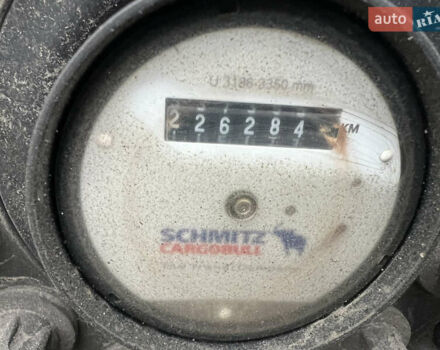 auto RIA
U 3186-3350 mm
226284 KM
SCHMITZ
CARGOBULL